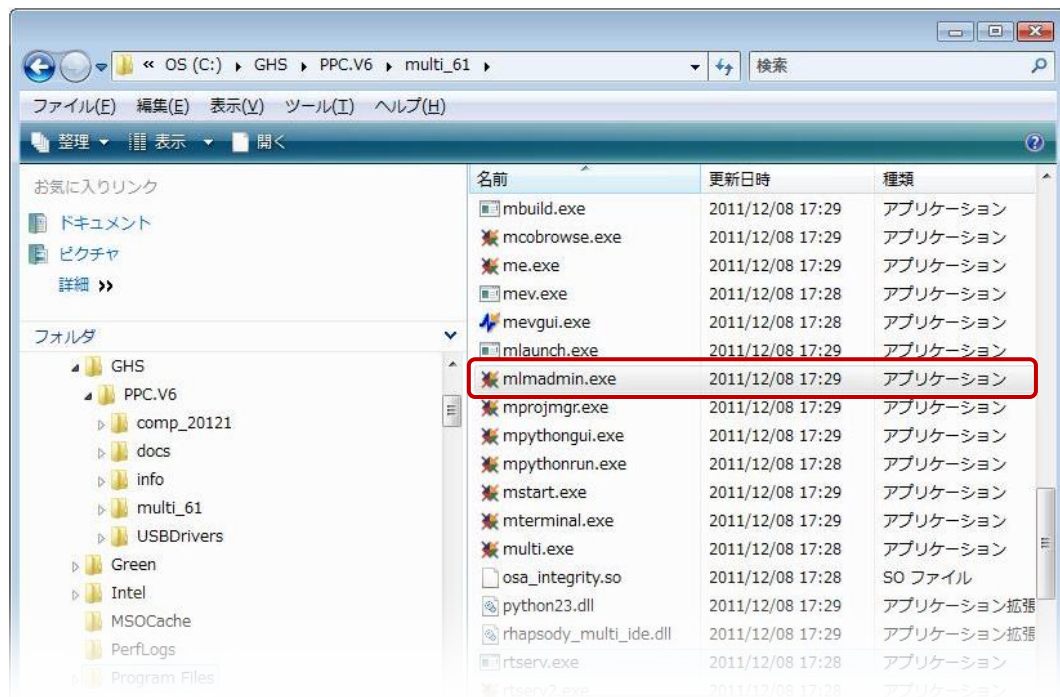 « OS (C:) ▸ GHS ▸ PPC.V6 ▸ multi_61 ▸
検索
ファイル(F) 編集(E) 表示(V) ツール(T) ヘルプ(H)
整理 表示 開く
お気に入りリンク
ドキュメント
ピクチャ
詳細 »
フォルダ
GHS
PPC.V6
comp_20121
docs
info
multi_61
USBDrivers
Green
Intel
MSOCache
PerfLogs
Program Files
名前 更新日時 種類
mbuild.exe 2011/12/08 17:29 アプリケーション
mcobrowse.exe 2011/12/08 17:29 アプリケーション
me.exe 2011/12/08 17:29 アプリケーション
mev.exe 2011/12/08 17:28 アプリケーション
mevgui.exe 2011/12/08 17:28 アプリケーション
mlaunch.exe 2011/12/08 17:29 アプリケーション
mlmadmin.exe 2011/12/08 17:29 アプリケーション
mprojmgr.exe 2011/12/08 17:29 アプリケーション
mpythongui.exe 2011/12/08 17:29 アプリケーション
mpythonrun.exe 2011/12/08 17:28 アプリケーション
mstart.exe 2011/12/08 17:29 アプリケーション
mterminal.exe 2011/12/08 17:29 アプリケーション
multi.exe 2011/12/08 17:28 アプリケーション
osa_integrity.so 2011/12/08 17:28 SO ファイル
python23.dll 2011/12/08 17:29 アプリケーション拡張
rhapsody_multi_ide.dll 2011/12/08 17:29 アプリケーション拡張
rtserv.exe 2011/12/08 17:28 アプリケーション
rtserv2.exe 2011/12/08 17:28 アプリケーション